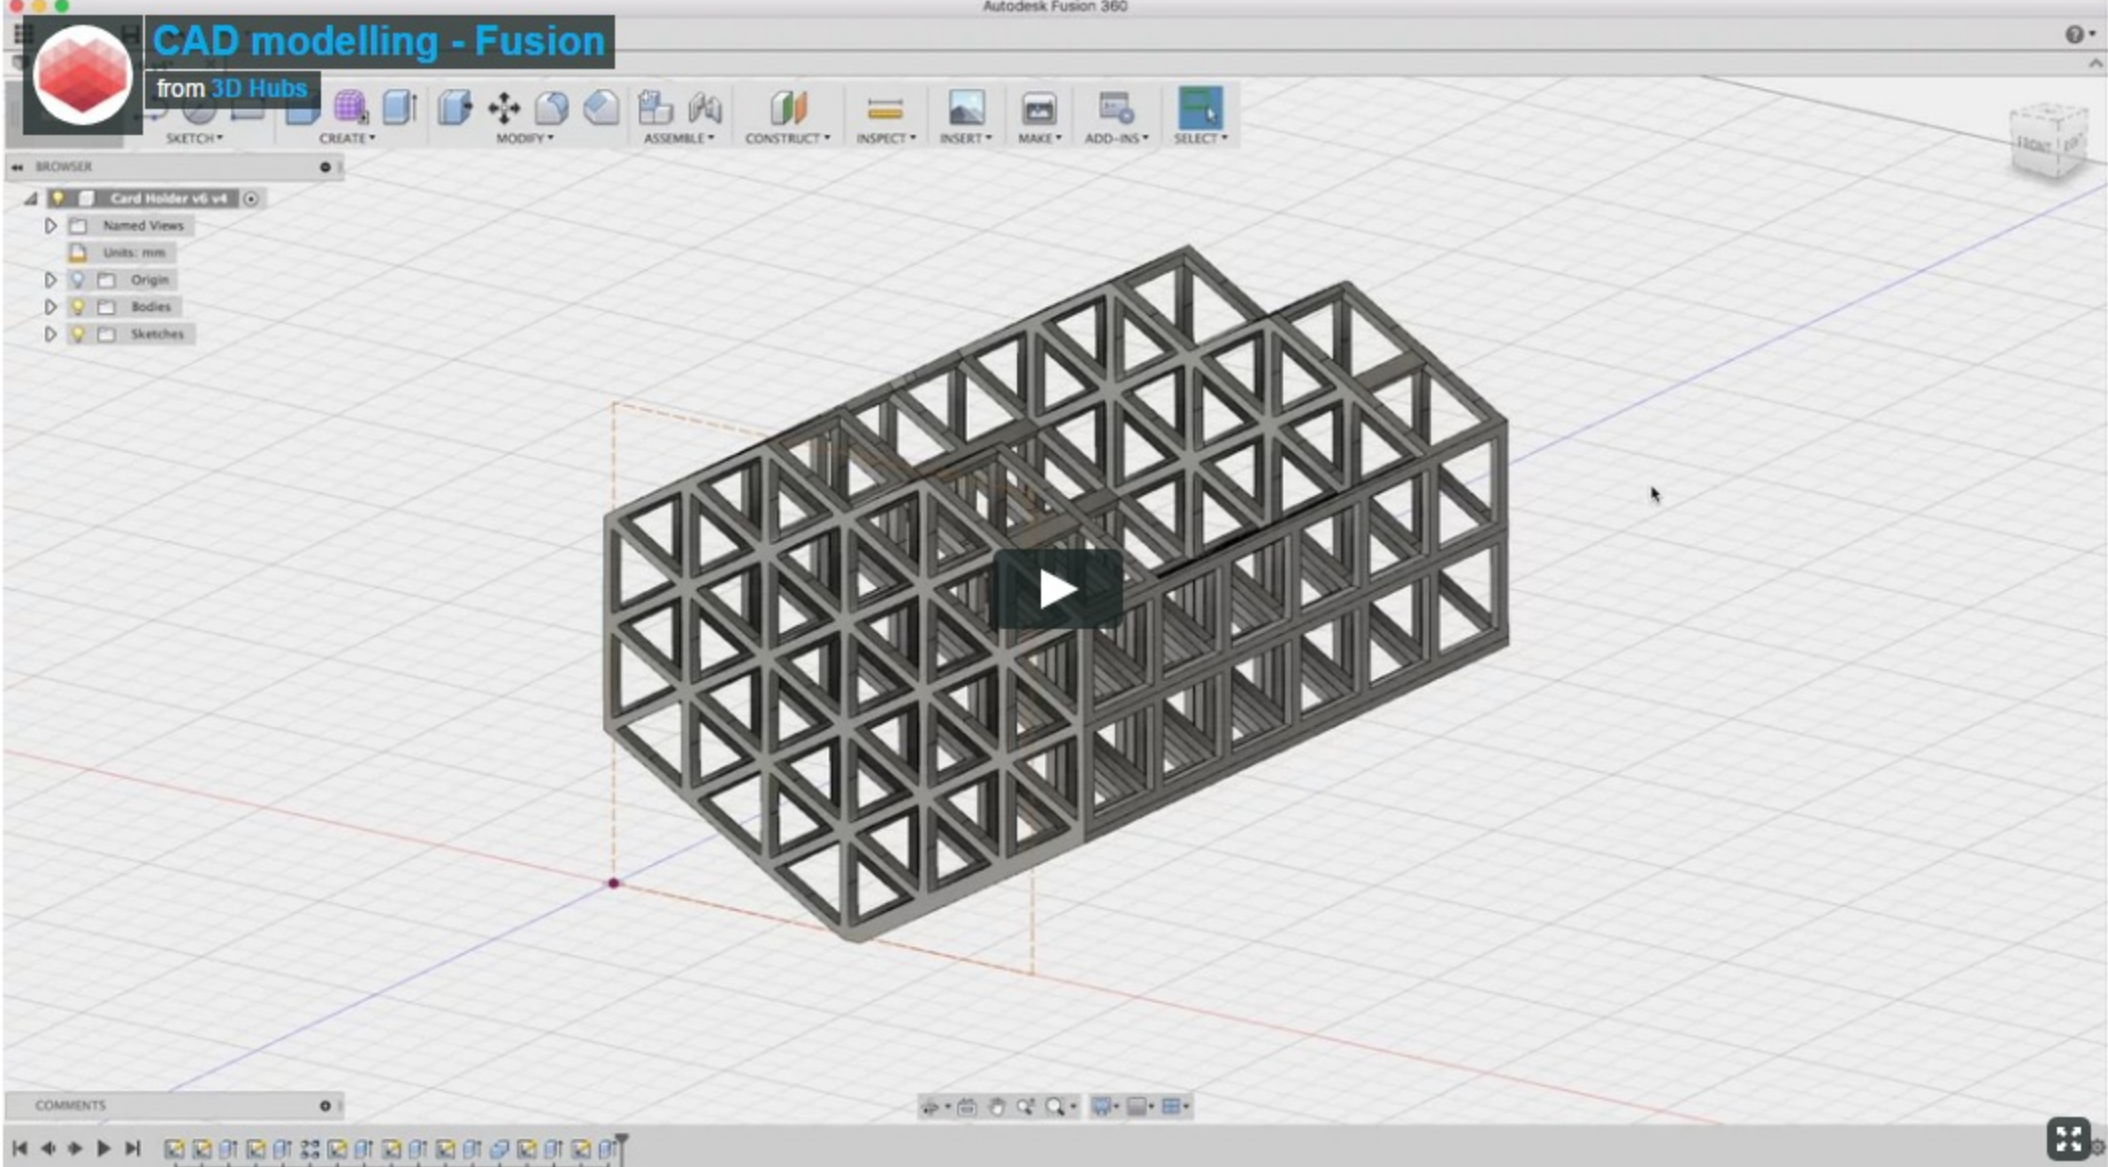 Autodesk Fusion 360
CAD modelling - Fusion
from 3D Hubs
SKETCH
CREATE
MODIFY
ASSEMBLE
CONSTRUCT
INSPECT
INSERT
MAKE
ADD-INS
SELECT
BROWSER
FRONT
Card Holder v6 v4
Named Views
Units: mm
Origin
Bodies
Sketches
COMMENTS